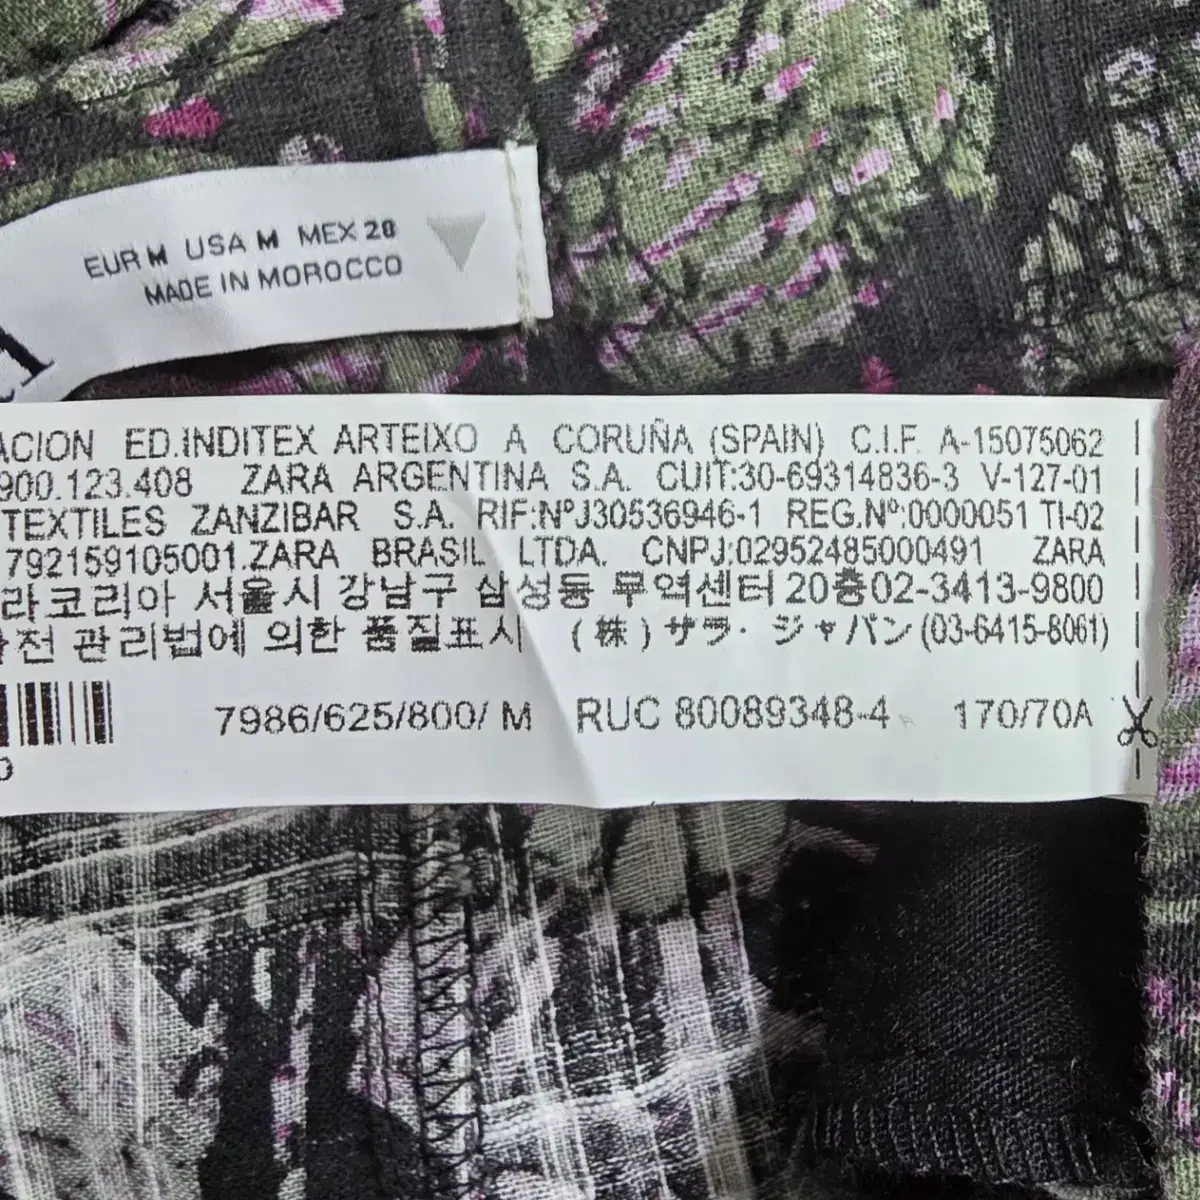 EUR M USA M MEX 28
MADE IN MOROCCO
ACION ED.INDITEX ARTEIXO A CORUÑA (SPAIN) C.I.F. A-15075062
900.123.408 ZARA ARGENTINA S.A. CUIT:30-69314836-3 V-127-01
TEXTILES ZANZIBAR S.A. RIF:NºJ30536946-1 REG.Nº:0000051 TI-02
792159105001.ZARA BRASIL LTDA. CNPJ:02952485000491 ZARA
라코리아 서울시 강남구 삼성동 무역센터 20층02-3413-9800
전 관리법에 의한 품질표시 (株)ザラ・ジャパン(03-6415-8061)
7986/625/800/ M RUC 80089348-4 170/70A